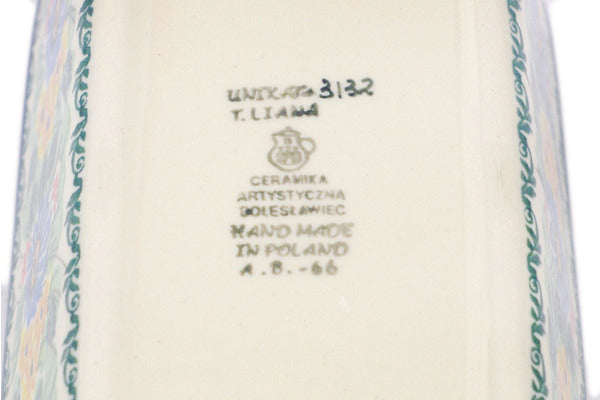 UNIKAT 3132
T. LIANA
CERAMIKA
ARTYSTYCZNA
BOLESŁAWIEC
HAND MADE
IN POLAND
A.B.-66